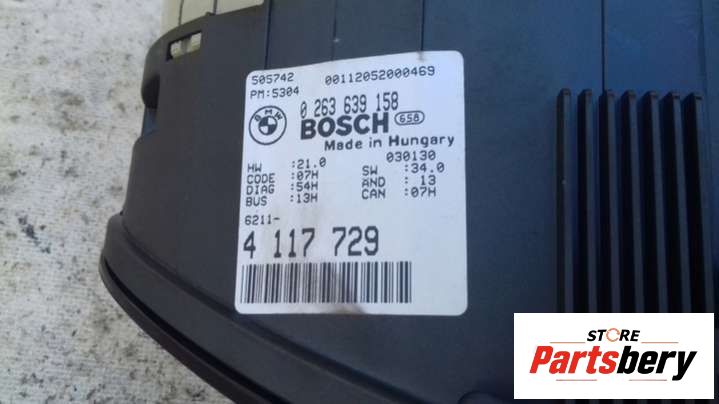 505742 00112052000469
PM:5304
BMW
0 263 639 158
BOSCH 658
Made in Hungary
030130
HW :21.0 SW :34.0
CODE :07H AND : 13
DIAG :54H CAN :07H
BUS :13H
6211-
4 117 729
STORE
Partsbery